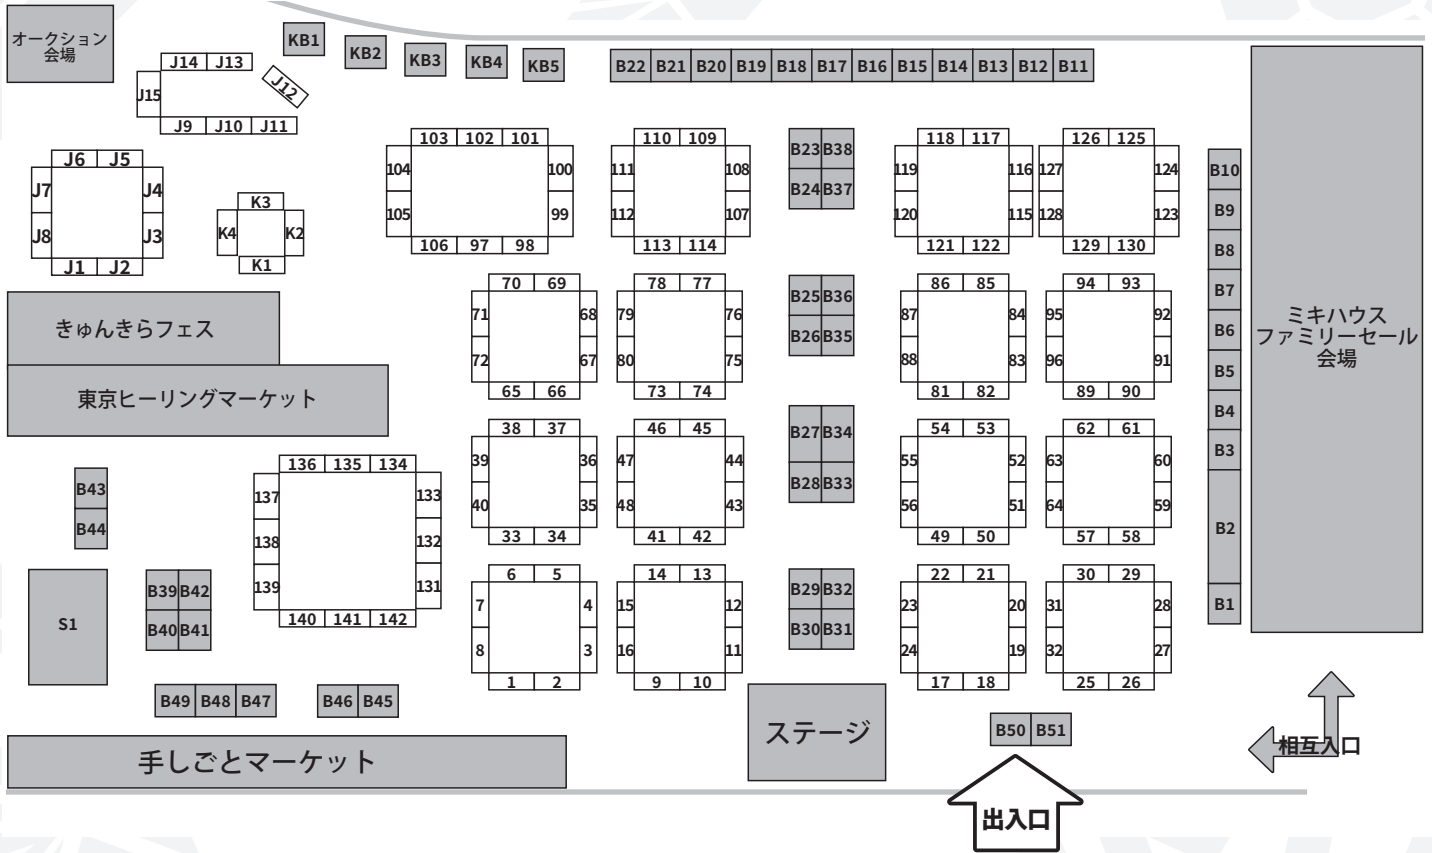 オークション
会場
KB1
KB2
KB3
KB4
KB5
B22 B21 B20 B19 B18 B17 B16 B15 B14 B13 B12 B11
J14 J13
J12
J15
J9 J10 J11
J6 J5
J7 J4
J8 J3
J1 J2
K3
K4 K2
K1
103 102 101
104 100
105 99
106 97 98
110 109
111 108
112 107
113 114
B23 B38
B24 B37
118 117
119 116
120 115
121 122
126 125
127 124
128 123
129 130
B10
B9
B8
B7
B6
B5
B4
B3
B2
B1
ミキハウス
ファミリーセール
会場
きゅんきらフェス
東京ヒーリングマーケット
70 69
71 68
72 67
65 66
78 77
79 76
80 75
73 74
B25 B36
B26 B35
86 85
87 84
88 83
81 82
94 93
95 92
96 91
89 90
38 37
39 36
40 35
33 34
46 45
47 44
48 43
41 42
B27 B34
B28 B33
54 53
55 52
56 51
49 50
62 61
63 60
64 59
57 58
B43
B44
136 135 134
137 133
138 132
139 131
140 141 142
S1
B39 B42
B40 B41
6 5
7 4
8 3
1 2
14 13
15 12
16 11
9 10
B29 B32
B30 B31
22 21
23 20
24 19
17 18
30 29
31 28
32 27
25 26
B49 B48 B47
B46 B45
手しごとマーケット
ステージ
B50 B51
出入口
相互入口